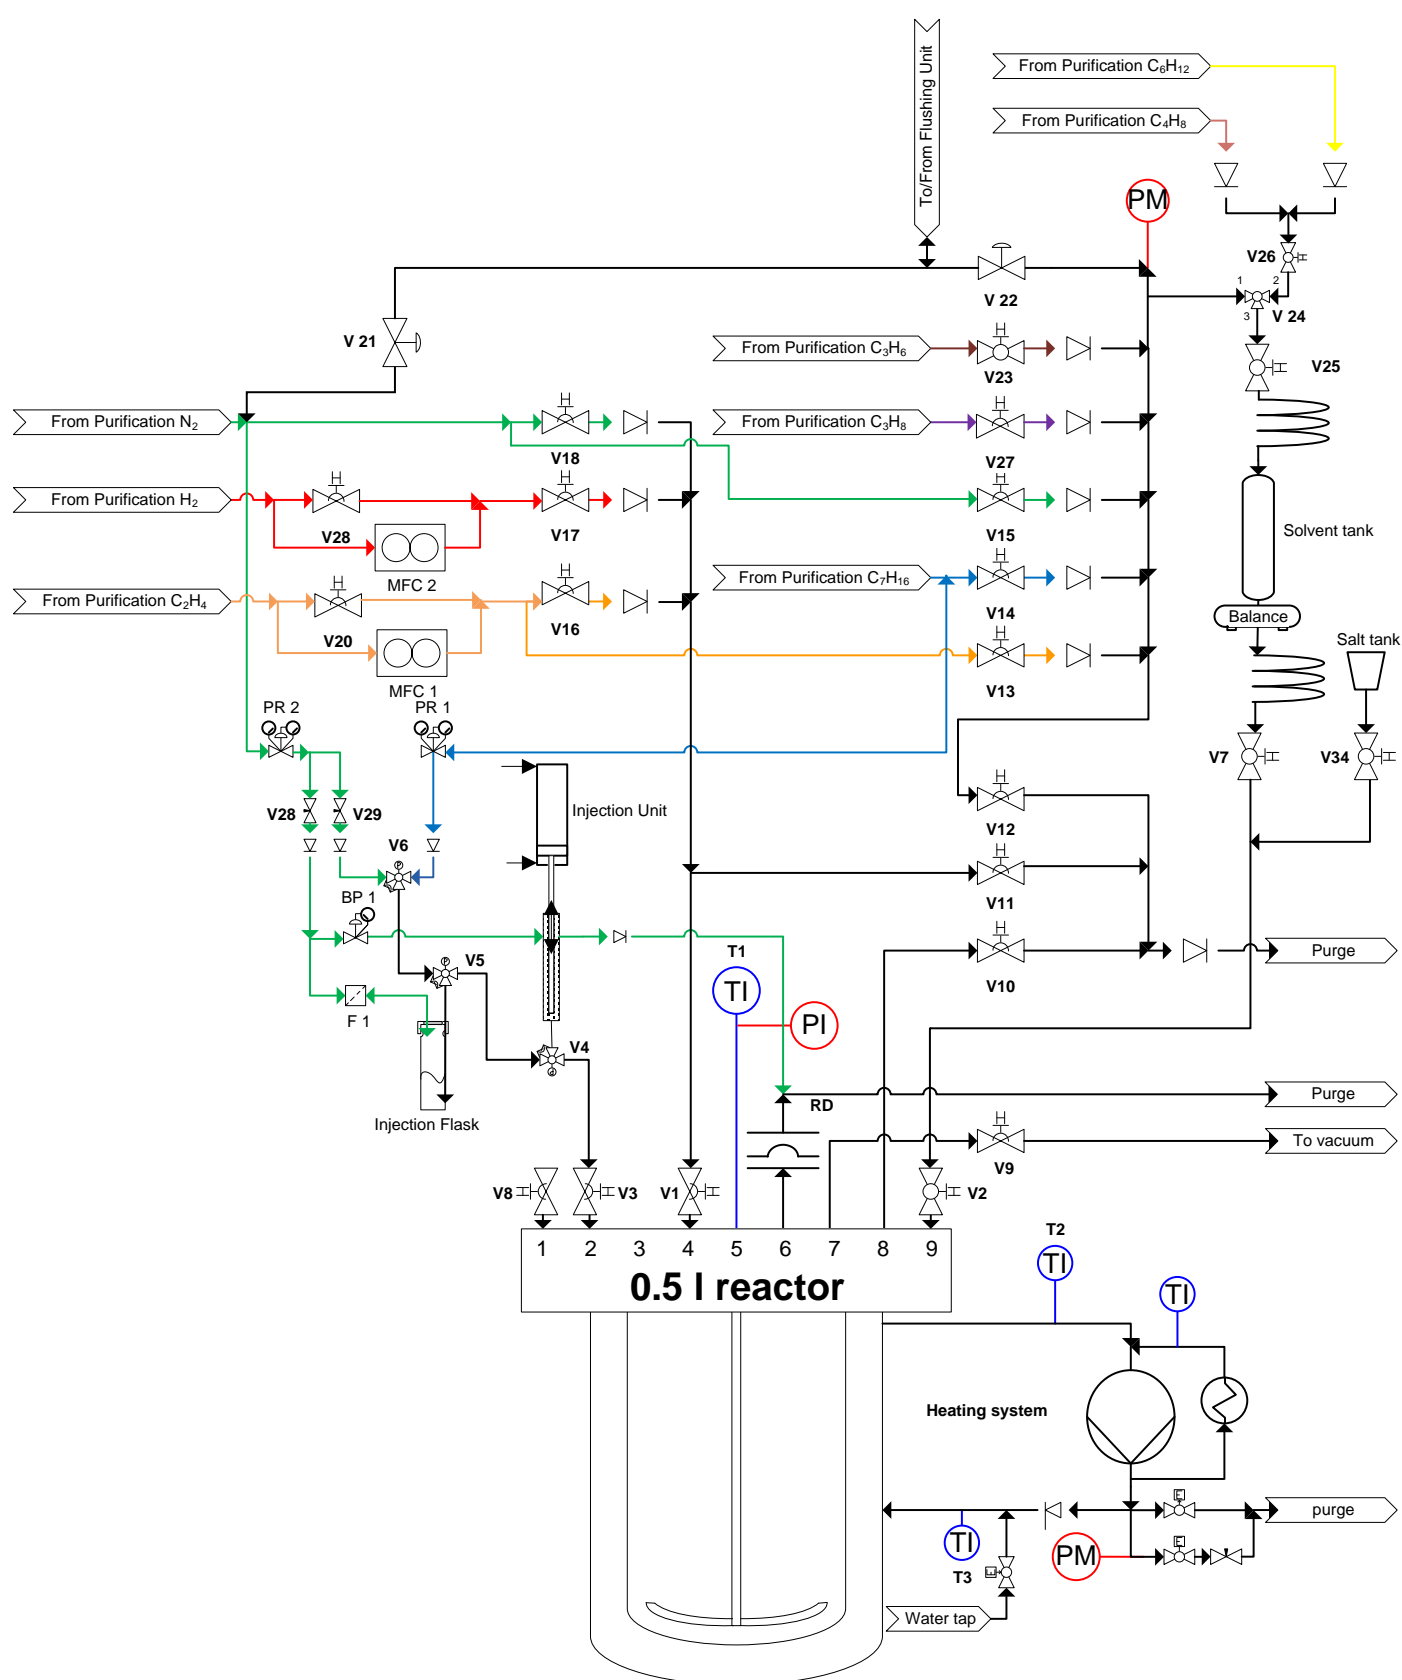 To/From Flushing Unit
From Purification C6H12
From Purification C4H8
PM
V26
1
2
3
V 24
V 22
V 21
From Purification C3H6
V23
V25
From Purification N2
V18
From Purification C3H8
V27
From Purification H2
V28
V17
MFC 2
V15
Solvent tank
From Purification C2H4
V20
V16
MFC 1
From Purification C7H16
V14
V13
Balance
Salt tank
PR 2
PR 1
V7
V34
V28
V29
Injection Unit
V12
V6
BP 1
V11
V5
T1
TI
PI
V10
Purge
F 1
V4
Injection Flask
RD
Purge
To vacuum
V9
V8
V3
V1
V2
1 2 3 4 5 6 7 8 9
0.5 l reactor
T2
TI
TI
Heating system
E
purge
TI
T3
PM
E
E
Water tap